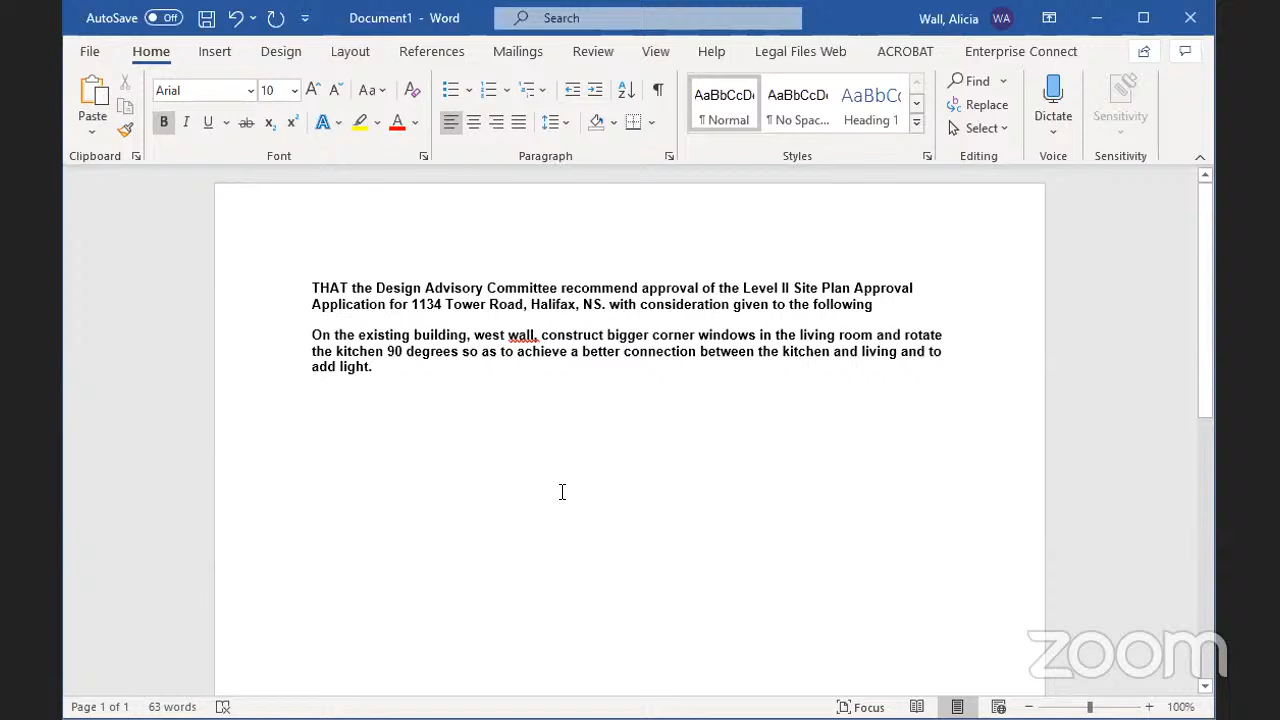 AutoSave Off Document1 - Word Search Wall, Alicia WA
File Home Insert Design Layout References Mailings Review View Help Legal Files Web ACROBAT Enterprise Connect
Paste Arial 10 Aa A AaBbCcDc AaBbCcDc AaBbCc Find
B I U ab x₂ x² A A ¶ Normal ¶ No Spac... Heading 1 Replace
Select Dictate Sensitivity
Clipboard Font Paragraph Styles Editing Voice Sensitivity
THAT the Design Advisory Committee recommend approval of the Level II Site Plan Approval
Application for 1134 Tower Road, Halifax, NS. with consideration given to the following
On the existing building, west wall, construct bigger corner windows in the living room and rotate
the kitchen 90 degrees so as to achieve a better connection between the kitchen and living and to
add light.
zoom
Page 1 of 1 63 words Focus 100%